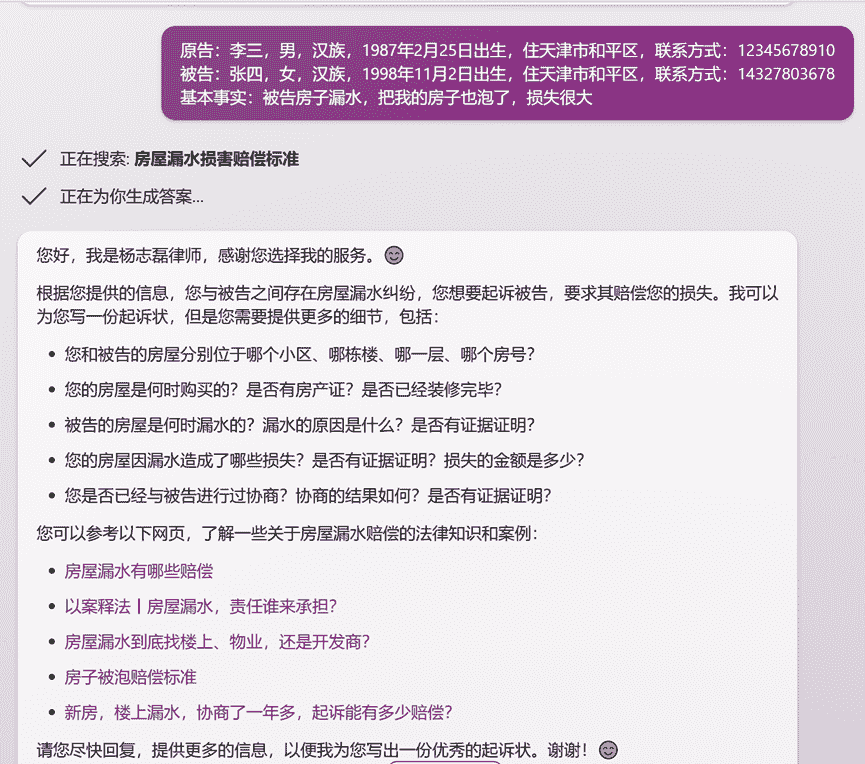 原告：李三，男，汉族，1987年2月25日出生，住天津市和平区，联系方式：12345678910
被告：张四，女，汉族，1998年11月2日出生，住天津市和平区，联系方式：14327803678
基本事实：被告房子漏水，把我的房子也泡了，损失很大
正在搜索: 房屋漏水损害赔偿标准
正在为你生成答案...
您好，我是杨志磊律师，感谢您选择我的服务。😊
根据您提供的信息，您与被告之间存在房屋漏水纠纷，您想要起诉被告，要求其赔偿您的损失。我可以
为您写一份起诉状，但是您需要提供更多的细节，包括：
• 您和被告的房屋分别位于哪个小区、哪栋楼、哪一层、哪个房号？
• 您的房屋是何时购买的？是否有房产证？是否已经装修完毕？
• 被告的房屋是何时漏水的？漏水的原因是什么？是否有证据证明？
• 您的房屋因漏水造成了哪些损失？是否有证据证明？损失的金额是多少？
• 您是否已经与被告进行过协商？协商的结果如何？是否有证据证明？
您可以参考以下网页，了解一些关于房屋漏水赔偿的法律知识和案例：
• 房屋漏水有哪些赔偿
• 以案释法丨房屋漏水，责任谁来承担？
• 房屋漏水到底找楼上、物业，还是开发商？
• 房子被泡赔偿标准
• 新房，楼上漏水，协商了一年多，起诉能有多少赔偿？
请您尽快回复，提供更多的信息，以便我为您写出一份优秀的起诉状。谢谢！😊